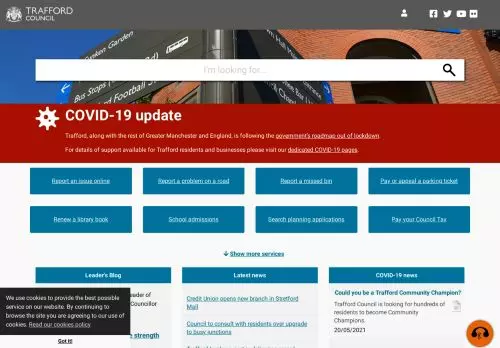 TRAFFORD
COUNCIL
Garden
Bus Stops
Football
I'm looking for...
COVID-19 update
Trafford, along with the rest of Greater Manchester and England, is following the government's roadmap out of lockdown.
For details of support available for Trafford residents and businesses please visit our dedicated COVID-19 pages.
Report an issue online
Report a problem on a road
Report a missed bin
Pay or appeal a parking ticket
Renew a library book
School admissions
Search planning applications
Pay your Council Tax
Show more services
Leader's Blog
Latest news
COVID-19 news
eader of
Councillor
e strength
We use cookies to provide the best possible
service on our website. By continuing to
browse the site you are agreeing to our use of
cookies. Read our cookies policy
Got it!
Credit Union opens new branch in Stretford
Mall
Council to consult with residents over upgrade
to busy junctions
Could you be a Trafford Community Champion?
Trafford Council is looking for hundreds of
residents to become Community
Champions.
20/05/2021